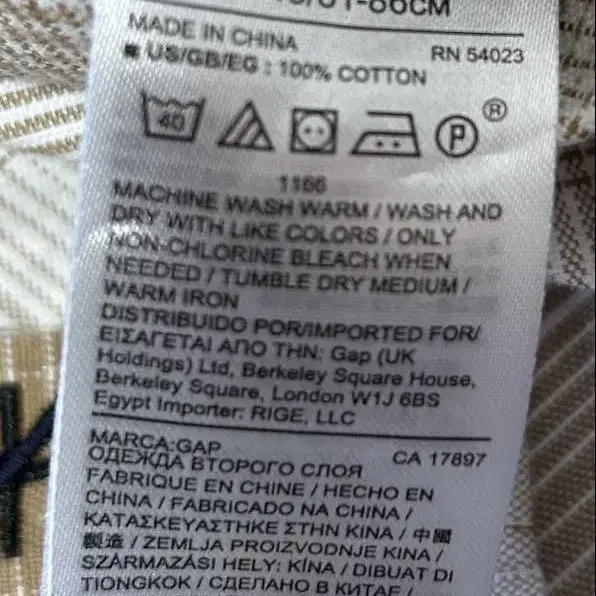 MADE IN CHINA
RN 54023
US/GB/EG : 100% COTTON
40
P
®
1166
MACHINE WASH WARM / WASH AND
DRY WITH LIKE COLORS / ONLY
NON-CHLORINE BLEACH WHEN
NEEDED / TUMBLE DRY MEDIUM /
WARM IRON
DISTRIBUIDO POR/IMPORTED FOR/
ΕΙΣΑΓΕΤΑΙ ΑΠΟ ΤΗΝ: Gap (UK
Holdings) Ltd, Berkeley Square House,
Berkeley Square, London W1J 6BS
Egypt Importer: RIGE, LLC
MARCA:GAP
CA 17897
ОДЕЖДА ВТОРОГО СЛОЯ
FABRIQUE EN CHINE / HECHO EN
CHINA / FABRICADO NA CHINA /
ΚΑΤΑΣΚΕΥΑΣΤΗΚΕ ΣΤΗΝ ΚΙΝΑ / 中國
製造 / ZEMLJA PROIZVODNJE KINA /
SZÁRMAZÁSI HELY: KÍNA / DIBUAT DI
TIONGKOK / СДЕЛАНО В КИТАЕ /